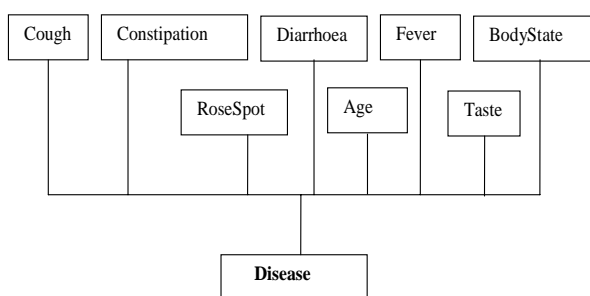 Cough
Constipation
Diarrhoea
Fever
BodyState
RoseSpot
Age
Taste
Disease